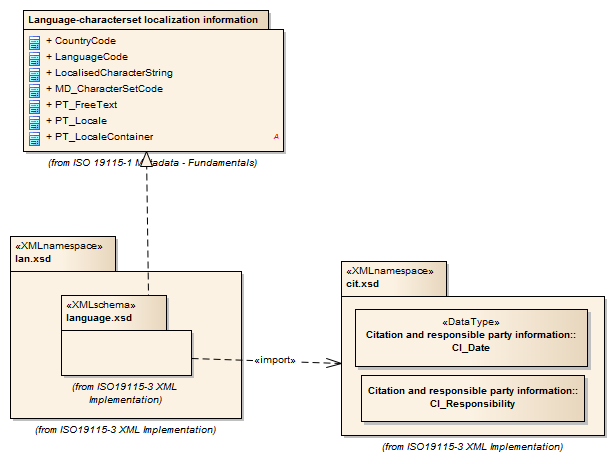 Language-characterset localization information
+ CountryCode
+ LanguageCode
+ LocalisedCharacterString
+ MD_CharacterSetCode
+ PT_FreeText
+ PT_Locale
+ PT_LocaleContainer
A
(from ISO 19115-1 Metadata - Fundamentals)
«XMLnamespace»
lan.xsd
«XMLschema»
language.xsd
(from ISO19115-3 XML
Implementation)
(from ISO19115-3 XML Implementation)
«import»
«XMLnamespace»
cit.xsd
«DataType»
Citation and responsible party information::
CI_Date
Citation and responsible party information::
CI_Responsibility
(from ISO19115-3 XML Implementation)